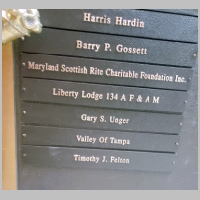 Harris Hardin
Barry P. Gossett
Maryland Scottish Rite Charitable Foundation Inc.
Liberty Lodge 134 A F & A M
Gary S. Unger
Valley Of Tampa
Timothy J. Felton